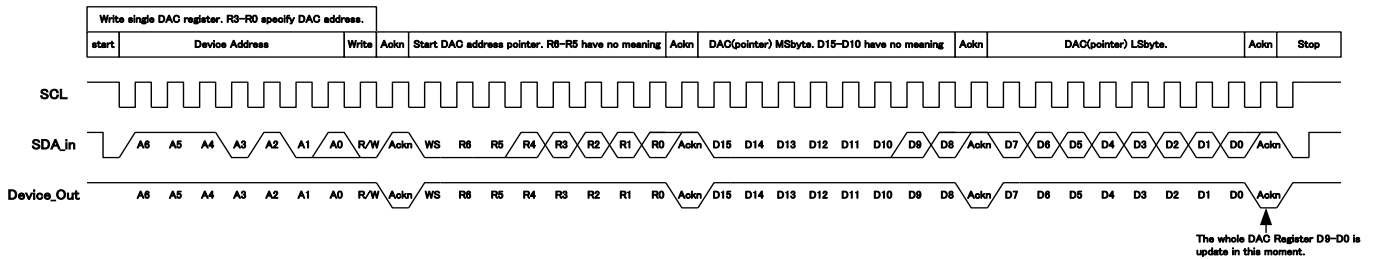 Write single DAC register. R3-R0 specify DAC address.
start Device Address Write Ackn Start DAC address pointer. R6-R5 have no meaning Ackn DAC(pointer) MSbyte. D15-D10 have no meaning Ackn DAC(pointer) LSbyte. Ackn Stop
SCL
SDA_in A6 A5 A4 A3 A2 A1 A0 R/W Ackn WS R6 R5 R4 R3 R2 R1 R0 Ackn D15 D14 D13 D12 D11 D10 D9 D8 Ackn D7 D6 D5 D4 D3 D2 D1 D0 Ackn
Device_Out A6 A5 A4 A3 A2 A1 A0 R/W Ackn WS R6 R5 R4 R3 R2 R1 R0 Ackn D15 D14 D13 D12 D11 D10 D9 D8 Ackn D7 D6 D5 D4 D3 D2 D1 D0 Ackn
The whole DAC Register D9-D0 is
update in this moment.